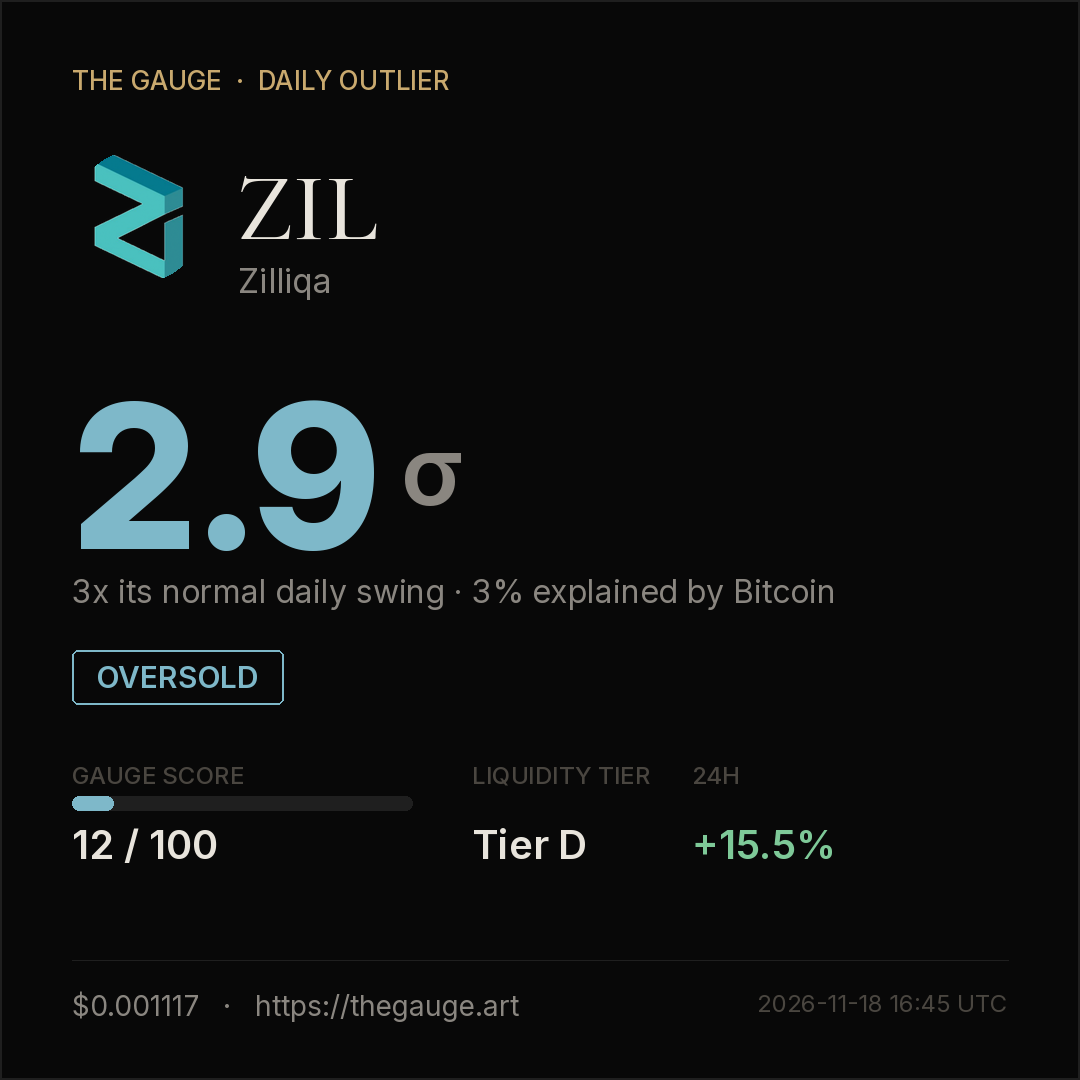 THE GAUGE · DAILY OUTLIER
ZIL
Zilliqa
2.9 σ
3x its normal daily swing · 3% explained by Bitcoin
OVERSOLD
GAUGE SCORE LIQUIDITY TIER 24H
12 / 100 Tier D +15.5%
$0.001117 · https://thegauge.art 2026-11-18 16:45 UTC